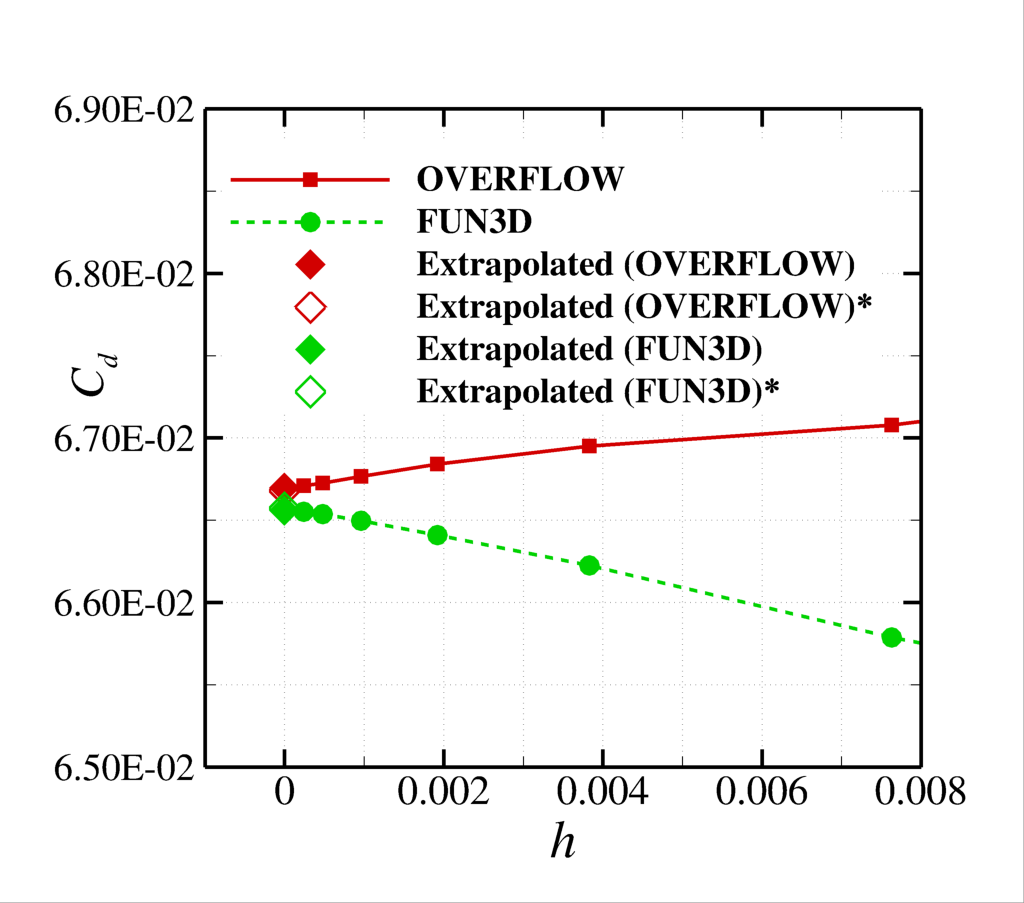 6.90E-02
OVERFLOW
FUN3D
Extrapolated (OVERFLOW)
6.80E-02
Extrapolated (OVERFLOW)*
Extrapolated (FUN3D)
Extrapolated (FUN3D)*
C_d
6.70E-02
6.60E-02
6.50E-02
0 0.002 0.004 0.006 0.008
h